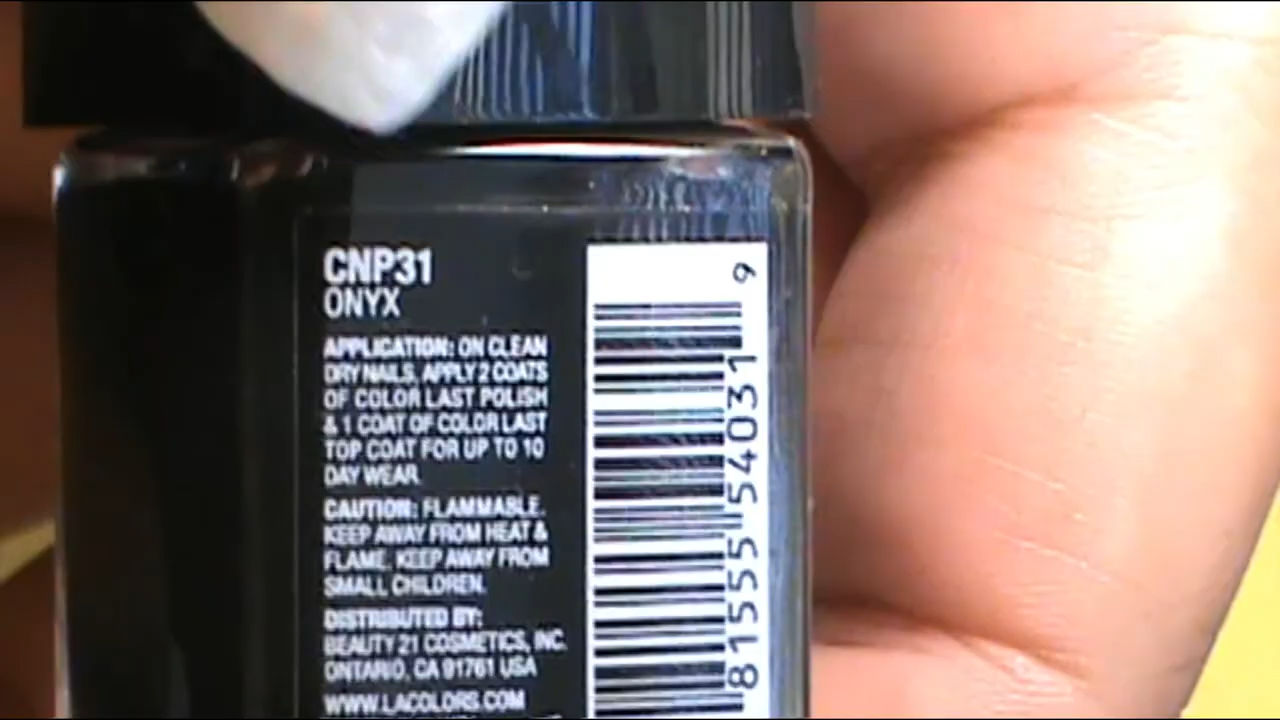 CNP31
ONYX
APPLICATION: ON CLEAN
DRY NAILS, APPLY 2 COATS
OF COLOR LAST POLISH
& 1 COAT OF COLOR LAST
TOP COAT FOR UP TO 10
DAY WEAR.
CAUTION: FLAMMABLE.
KEEP AWAY FROM HEAT &
FLAME. KEEP AWAY FROM
SMALL CHILDREN.
DISTRIBUTED BY:
BEAUTY 21 COSMETICS, INC.
ONTARIO, CA 91761 USA
WWW.LACOLORS.COM
81555 54031 9